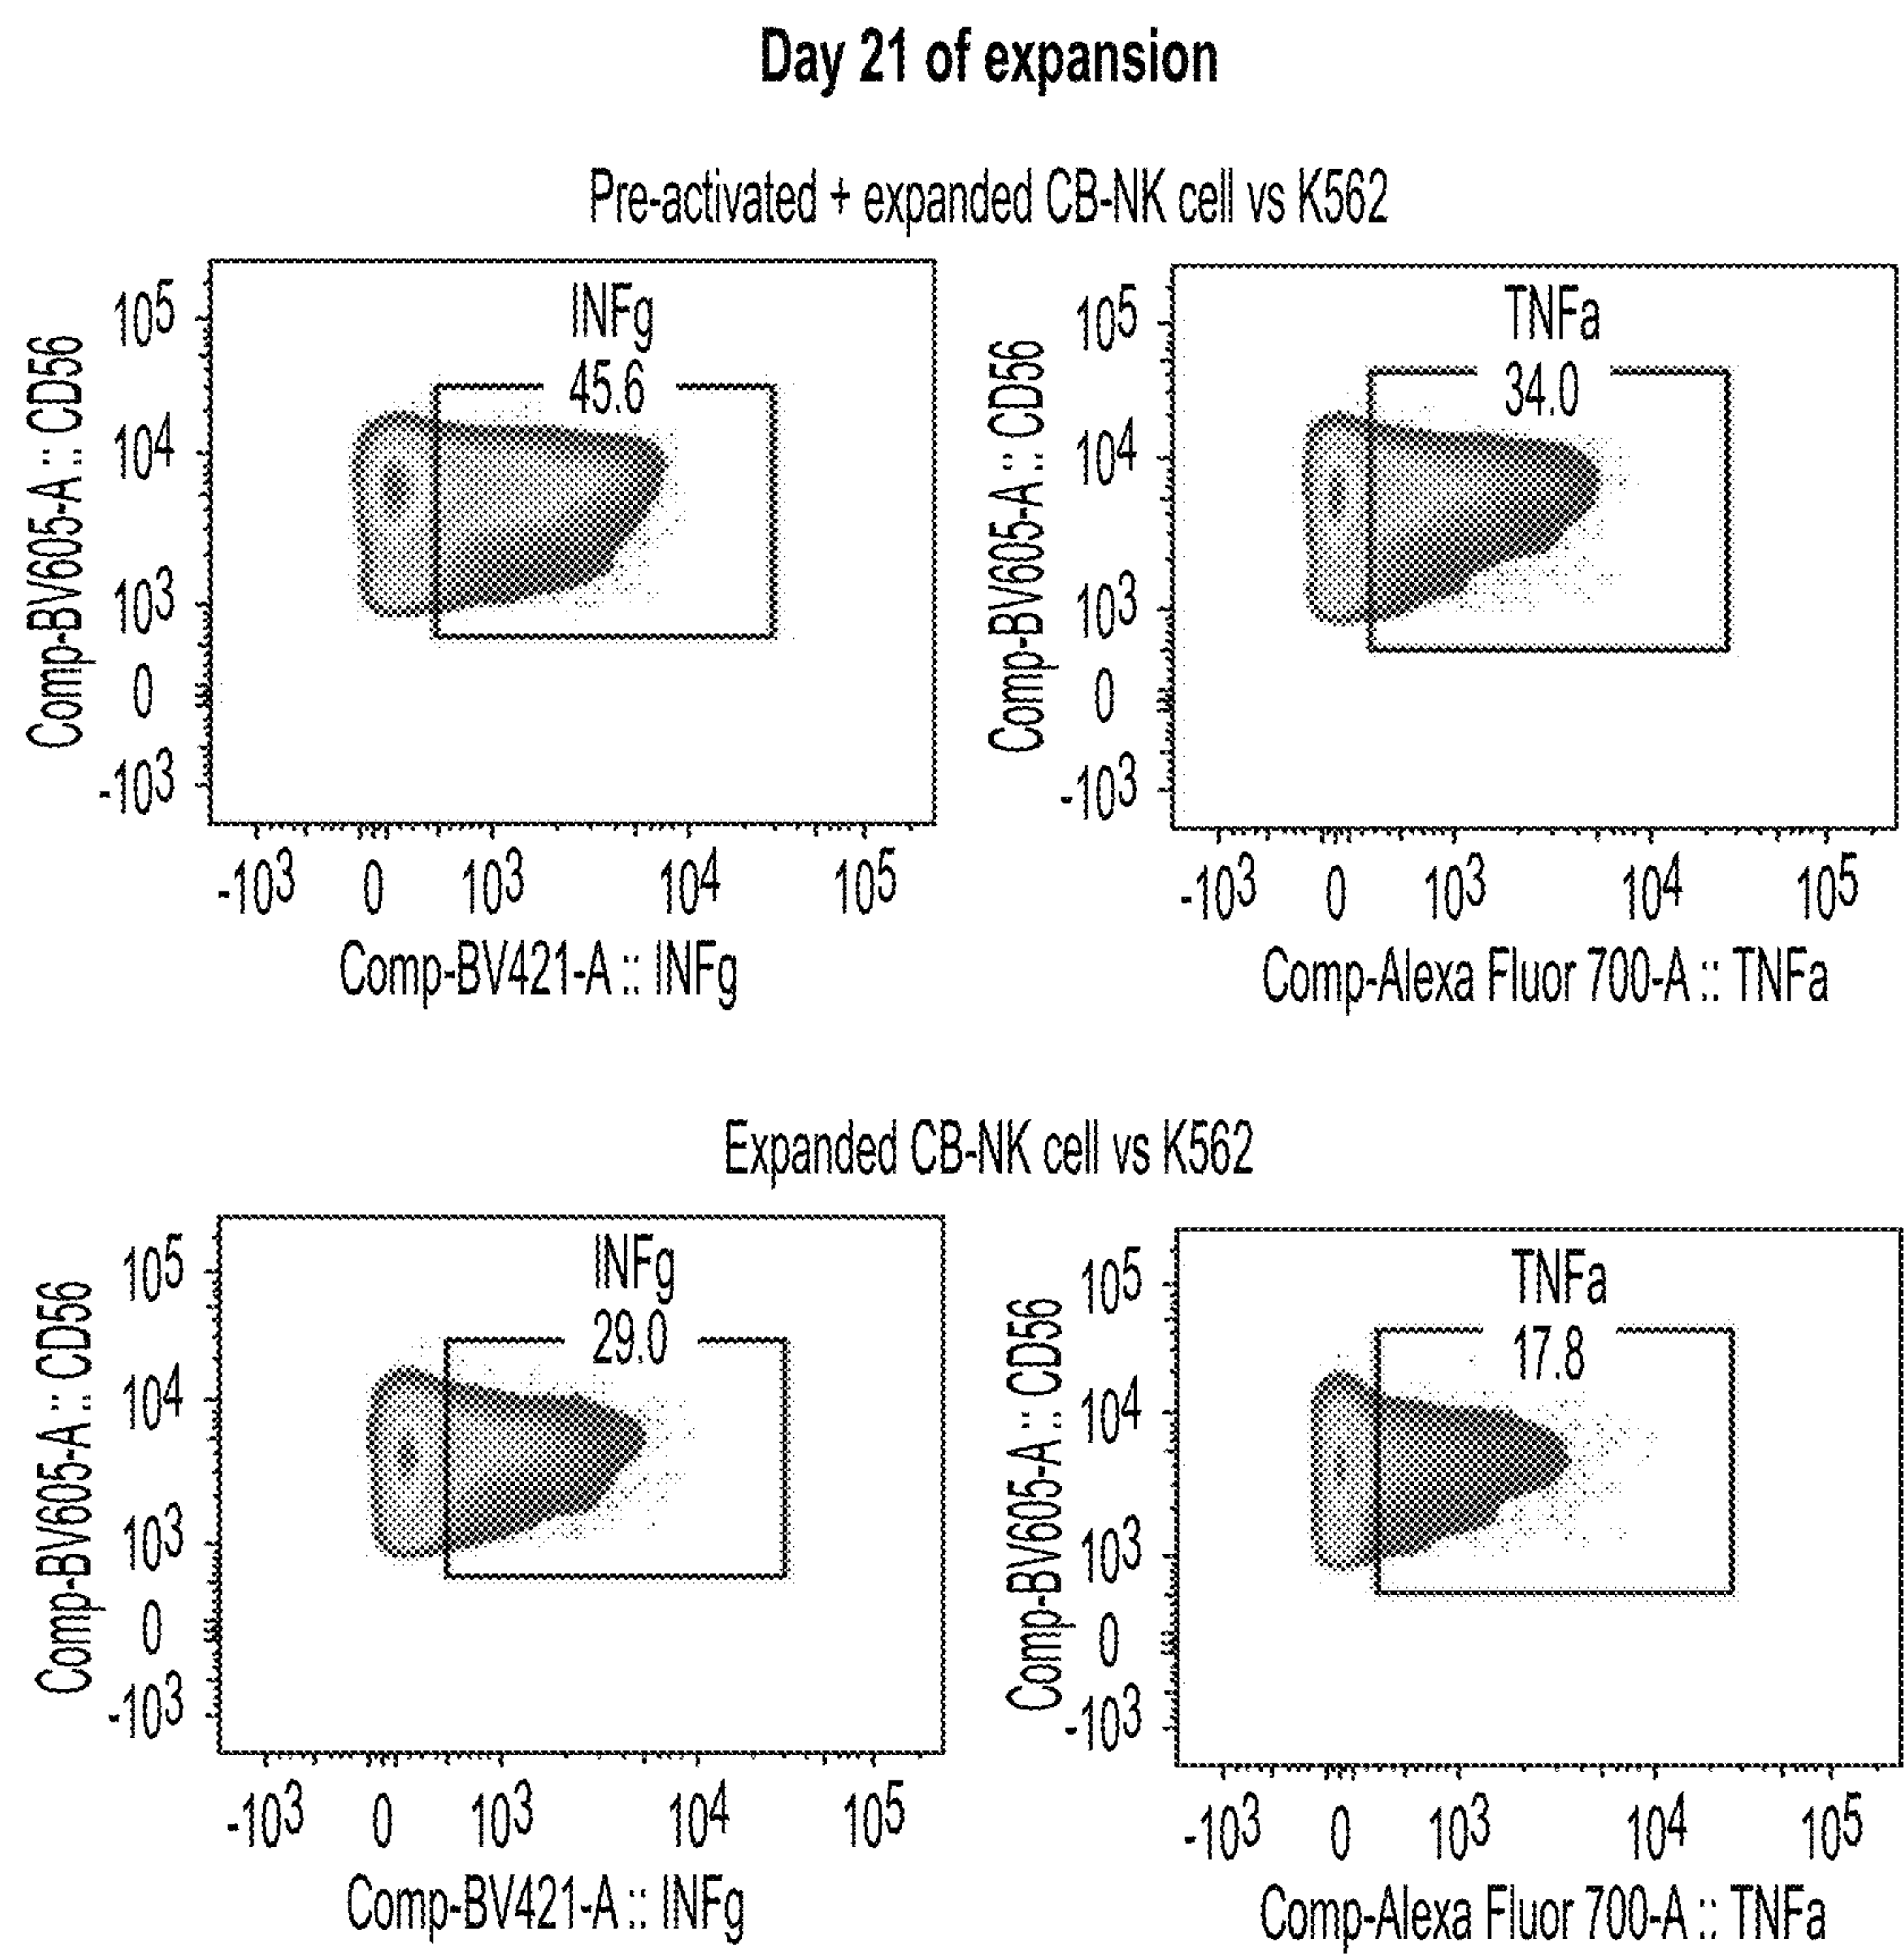 Day 21 of expansion
Pre-activated + expanded CB-NK cell vs K562
Comp-BV605-A :: CD56
10⁵
10⁴
10³
0
-10³
INFg
45.6
-10³ 0 10³ 10⁴ 10⁵
Comp-BV421-A :: INFg
Comp-BV605-A :: CD56
10⁵
10⁴
10³
0
-10³
TNFa
34.0
-10³ 0 10³ 10⁴ 10⁵
Comp-Alexa Fluor 700-A :: TNFa
Expanded CB-NK cell vs K562
Comp-BV605-A :: CD56
10⁵
10⁴
10³
0
-10³
INFg
29.0
-10³ 0 10³ 10⁴ 10⁵
Comp-BV421-A :: INFg
Comp-BV605-A :: CD56
10⁵
10⁴
10³
0
-10³
TNFa
17.8
-10³ 0 10³ 10⁴ 10⁵
Comp-Alexa Fluor 700-A :: TNFa